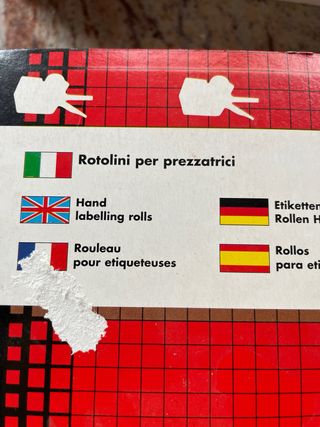 Rotolini per prezzatrici
Hand
labelling rolls
Rouleau
pour etiqueteuses
Etiketten
Rollen H
Rollos
para eti